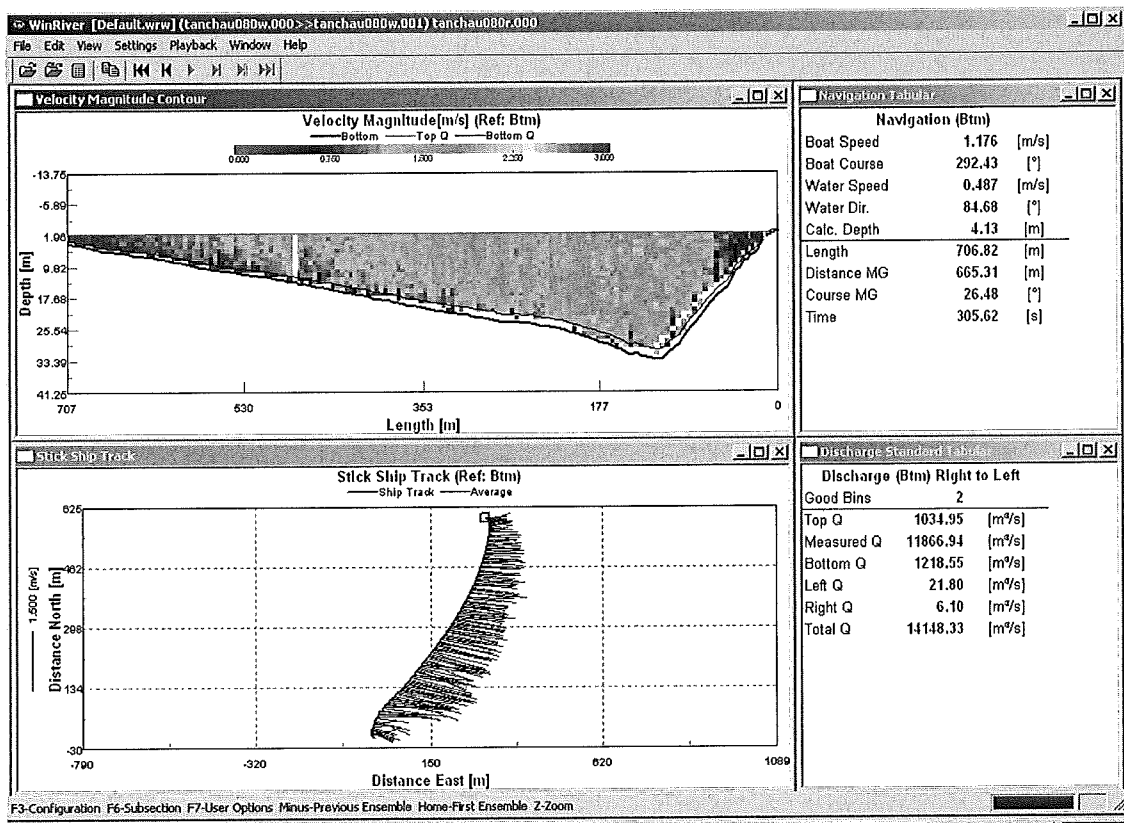 WinRiver [Default.wrw] (tanchau080w.000>>tanchau080w.001) tanchau080r.000
File Edit View Settings Playback Window Help
Velocity Magnitude Contour
Velocity Magnitude[m/s] (Ref: Btm)
Bottom Top Q Bottom Q
0.000 0.750 1.500 2.250 3.000
-13.75
-5.89
1.96
9.82
17.68
25.54
33.39
41.25
Depth [m]
707 530 353 177 0
Length [m]
Navigation Tabular
Navigation (Btm)
Boat Speed 1.176 [m/s]
Boat Course 292.43 [°]
Water Speed 0.487 [m/s]
Water Dir. 84.68 [°]
Calc. Depth 4.13 [m]
Length 706.82 [m]
Distance MG 665.31 [m]
Course MG 26.48 [°]
Time 305.62 [s]
Stick Ship Track
Stick Ship Track (Ref: Btm)
Ship Track Average
625
462
298
134
-30
1.500 [m/s]
Distance North [m]
-790 -320 150 620 1089
Distance East [m]
Discharge Standard Tabular
Discharge (Btm) Right to Left
Good Bins 2
Top Q 1034.95 [m³/s]
Measured Q 11866.94 [m³/s]
Bottom Q 1218.55 [m³/s]
Left Q 21.80 [m³/s]
Right Q 6.10 [m³/s]
Total Q 14148.33 [m³/s]
F3-Configuration F6-Subsection F7-User Options Minus-Previous Ensemble Home-First Ensemble Z-Zoom